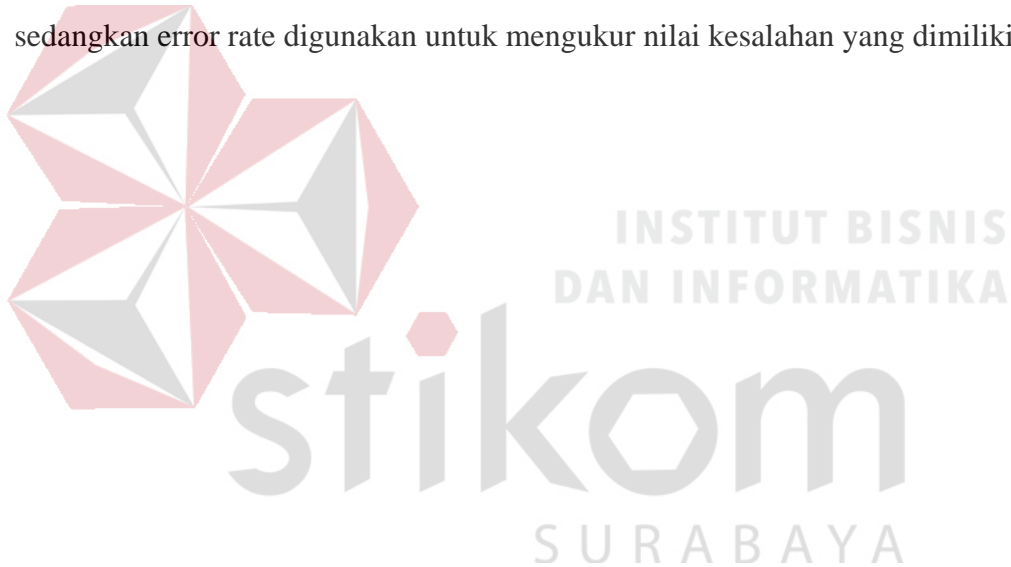 sedangkan error rate digunakan untuk mengukur nilai kesalahan yang dimiliki
INSTITUT BISNIS
DAN INFORMATIKA
stikom
SURABAYA